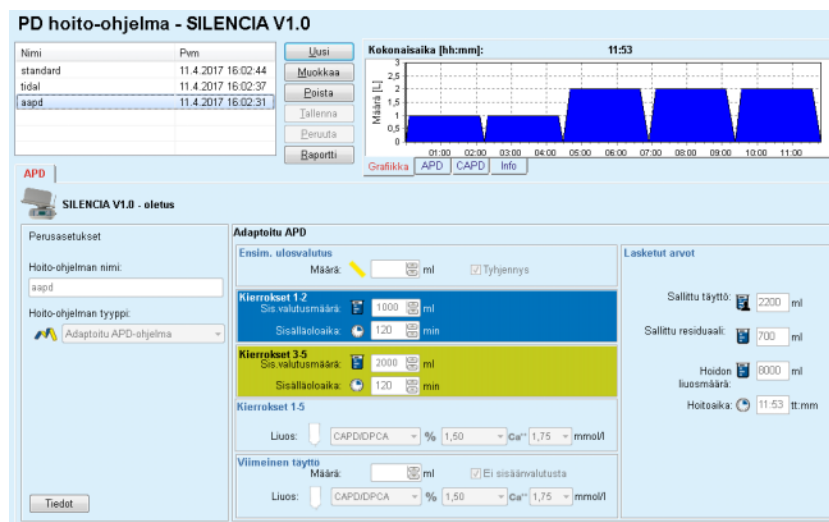 PD hoito-ohjelma - SILENCIA V1.0
Nimi Pvm
standard 11.4.2017 16:02:44
tidal 11.4.2017 16:02:37
aapd 11.4.2017 16:02:31
Uusi
Muokkaa
Poista
Tallenna
Peruuta
Raportti
Kokonaisaika [hh:mm]: 11:53
Määrä [L]
3
2,5
2
1,5
1
0,5
0
01:00 02:00 03:00 04:00 05:00 06:00 07:00 08:00 09:00 10:00 11:00
Grafiikka APD CAPD Info
APD
SILENCIA V1.0 - oletus
Perusasetukset
Hoito-ohjelman nimi:
aapd
Hoito-ohjelman tyyppi:
Adaptoitu APD-ohjelma
Tiedot
Adaptoitu APD
Ensim. ulosvalutus
Määrä: ml Tyhjennys
Kierrokset 1-2
Sis.valutusmäärä: 1000 ml
Sisälläoloaika: 120 min
Kierrokset 3-5
Sis.valutusmäärä: 2000 ml
Sisälläoloaika: 120 min
Kierrokset 1-5
Liuos: CAPD/DPCA % 1,50 Ca++ 1,75 mmol/l
Viimeinen täyttö
Määrä: ml Ei sisäänvalutusta
Liuos: CAPD/DPCA % 1,50 Ca++ 1,75 mmol/l
Lasketut arvot
Sallittu täyttö: 2200 ml
Sallittu residuaali: 700 ml
Hoidon liuosmäärä: 8000 ml
Hoitoaika: 11:53 tt:mm